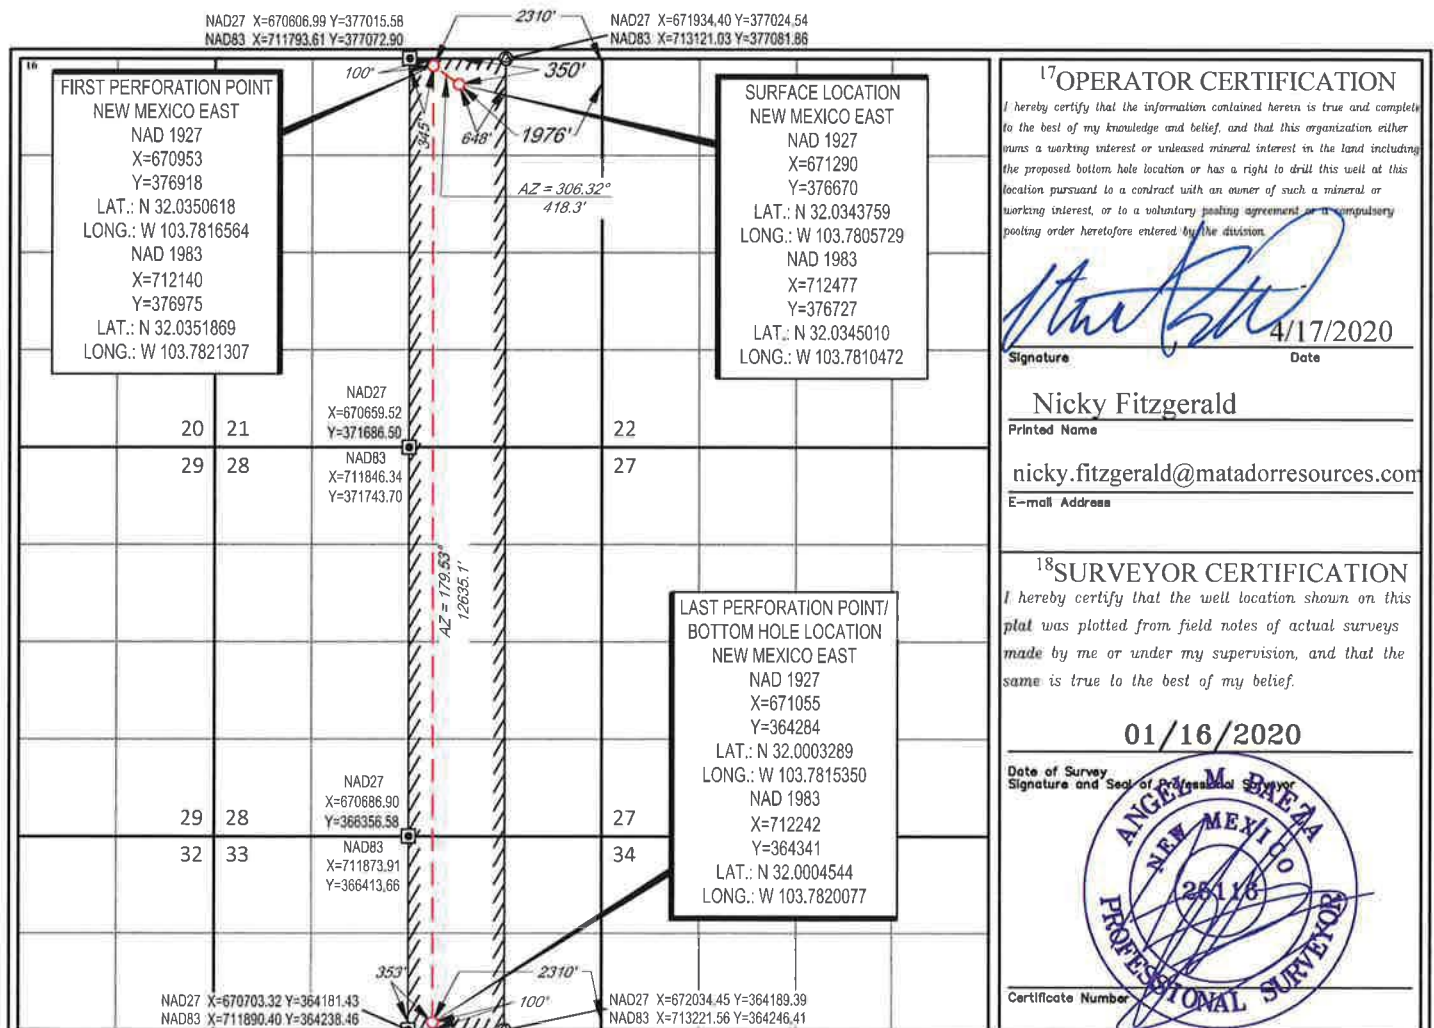 NAD27 X=670606.99 Y=377015.58
NAD83 X=711793.61 Y=377072.90
2310'
NAD27 X=671934.40 Y=377024.54
NAD83 X=713121.03 Y=377081.86
16
100'
350'
345'
648'
1976'
AZ = 306.32°
418.3'
FIRST PERFORATION POINT
NEW MEXICO EAST
NAD 1927
X=670953
Y=376918
LAT.: N 32.0350618
LONG.: W 103.7816564
NAD 1983
X=712140
Y=376975
LAT.: N 32.0351869
LONG.: W 103.7821307
SURFACE LOCATION
NEW MEXICO EAST
NAD 1927
X=671290
Y=376670
LAT.: N 32.0343759
LONG.: W 103.7805729
NAD 1983
X=712477
Y=376727
LAT.: N 32.0345010
LONG.: W 103.7810472
NAD27
X=670659.52
Y=371686.50
20 21
22
29 28
27
NAD83
X=711846.34
Y=371743.70
AZ = 179.53°
12635.1'
LAST PERFORATION POINT/
BOTTOM HOLE LOCATION
NEW MEXICO EAST
NAD 1927
X=671055
Y=364284
LAT.: N 32.0003289
LONG.: W 103.7815350
NAD 1983
X=712242
Y=364341
LAT.: N 32.0004544
LONG.: W 103.7820077
NAD27
X=670686.90
Y=366356.58
29 28
27
32 33
34
NAD83
X=711873.91
Y=366413.66
353'
2310'
100'
NAD27 X=670703.32 Y=364181.43
NAD83 X=711890.40 Y=364238.46
NAD27 X=672034.45 Y=364189.39
NAD83 X=713221.56 Y=364246.41
17 OPERATOR CERTIFICATION
I hereby certify that the information contained herein is true and complete
to the best of my knowledge and belief, and that this organization either
owns a working interest or unleased mineral interest in the land including
the proposed bottom hole location or has a right to drill this well at this
location pursuant to a contract with an owner of such a mineral or
working interest, or to a voluntary pooling agreement or a compulsory
pooling order heretofore entered by the division.
4/17/2020
Signature Date
Nicky Fitzgerald
Printed Name
nicky.fitzgerald@matadorresources.com
E-mail Address
18 SURVEYOR CERTIFICATION
I hereby certify that the well location shown on this
plat was plotted from field notes of actual surveys
made by me or under my supervision, and that the
same is true to the best of my belief.
01/16/2020
Date of Survey
Signature and Seal of Professional Surveyor
ANGEL M. BAEZA
NEW MEXICO
25116
PROFESSIONAL SURVEYOR
Certificate Number